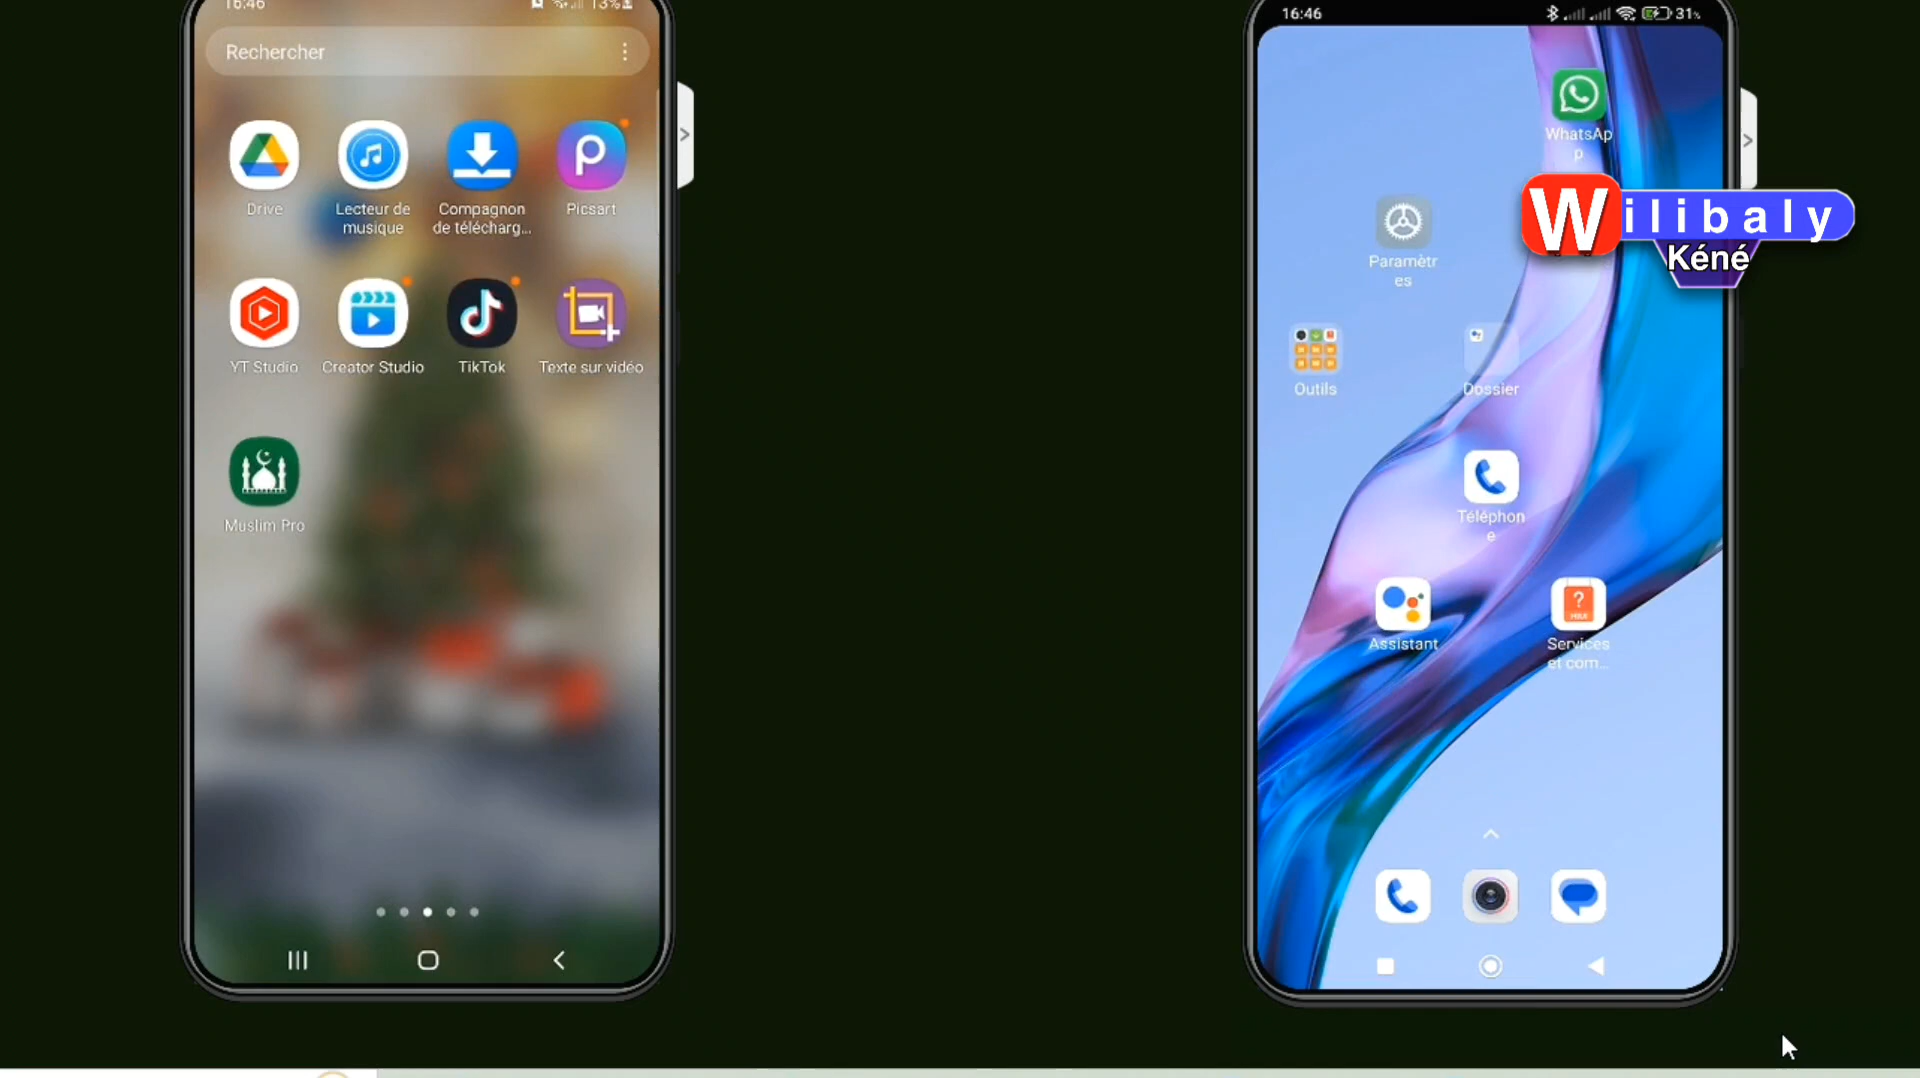 16:46 13%
Rechercher
Drive
Lecteur de
musique
Compagnon
de télécharg...
Picsart
YT Studio
Creator Studio
TikTok
Texte sur vidéo
Muslim Pro
16:46 31%
WhatsAp
p
Wilibaly
Kéné
Paramètr
es
Outils
Dossier
Téléphon
e
Assistant
Services
et com...